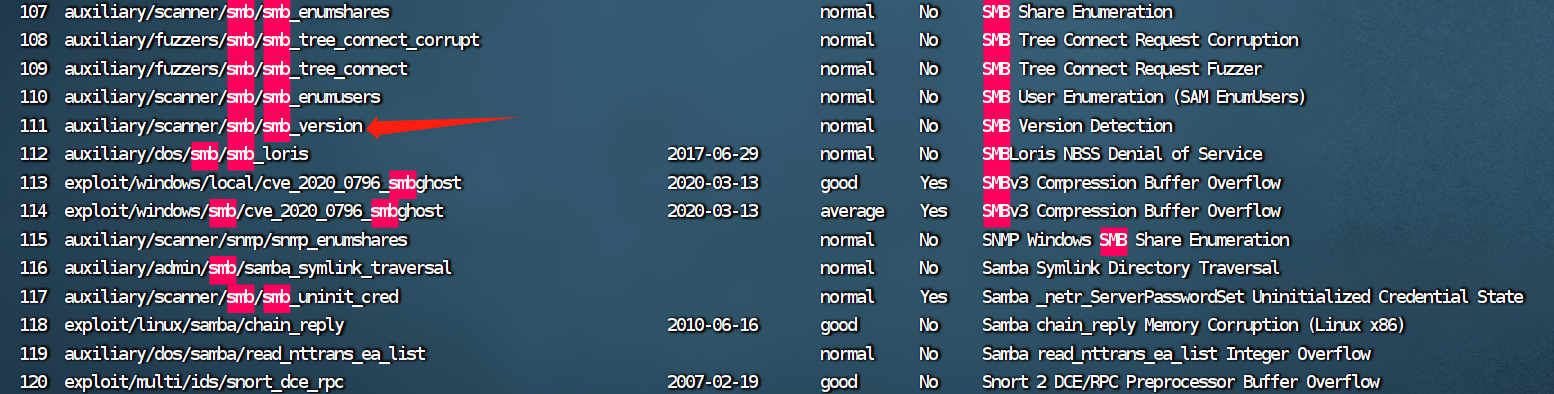 107 auxiliary/scanner/smb/smb_enumshares normal No SMB Share Enumeration
108 auxiliary/fuzzers/smb/smb_tree_connect_corrupt normal No SMB Tree Connect Request Corruption
109 auxiliary/fuzzers/smb/smb_tree_connect normal No SMB Tree Connect Request Fuzzer
110 auxiliary/scanner/smb/smb_enumusers normal No SMB User Enumeration (SAM EnumUsers)
111 auxiliary/scanner/smb/smb_version normal No SMB Version Detection
112 auxiliary/dos/smb/smb_loris 2017-06-29 normal No SMBLoris NBSS Denial of Service
113 exploit/windows/local/cve_2020_0796_smbghost 2020-03-13 good Yes SMBv3 Compression Buffer Overflow
114 exploit/windows/smb/cve_2020_0796_smbghost 2020-03-13 average Yes SMBv3 Compression Buffer Overflow
115 auxiliary/scanner/snmp/snmp_enumshares normal No SNMP Windows SMB Share Enumeration
116 auxiliary/admin/smb/samba_symlink_traversal normal No Samba Symlink Directory Traversal
117 auxiliary/scanner/smb/smb_uninit_cred normal Yes Samba _netr_ServerPasswordSet Uninitialized Credential State
118 exploit/linux/samba/chain_reply 2010-06-16 good No Samba chain_reply Memory Corruption (Linux x86)
119 auxiliary/dos/samba/read_nttrans_ea_list normal No Samba read_nttrans_ea_list Integer Overflow
120 exploit/multi/ids/snort_dce_rpc 2007-02-19 good No Snort 2 DCE/RPC Preprocessor Buffer Overflow